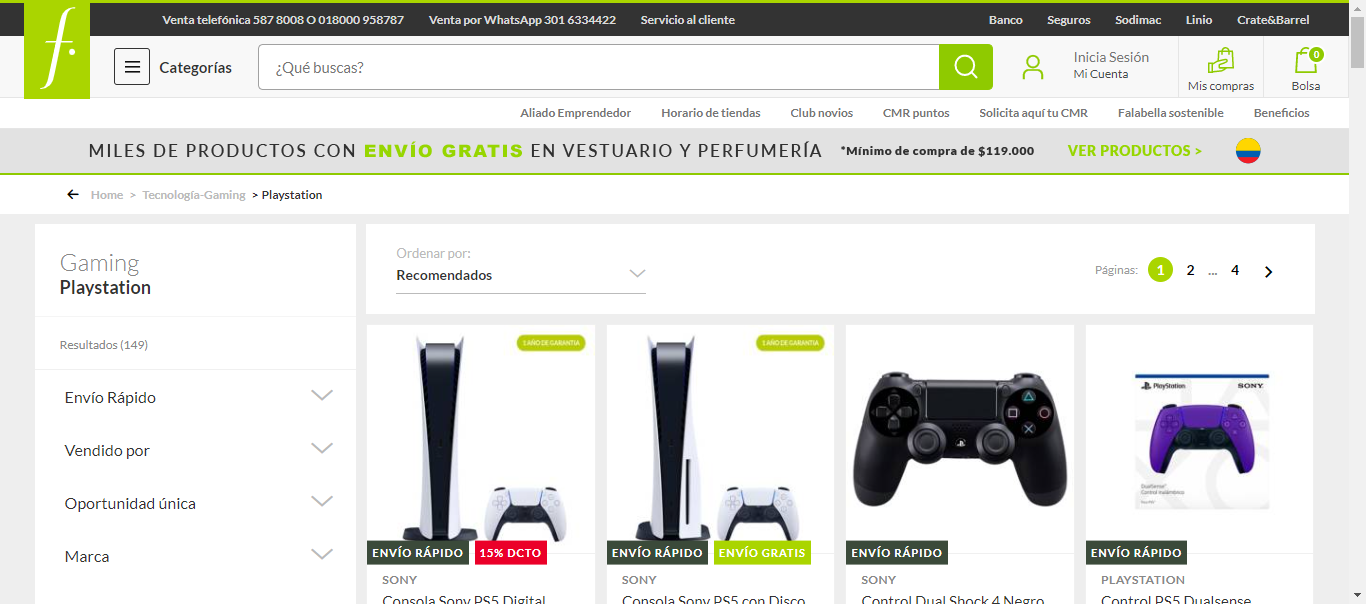 Venta telefónica 587 8008 O 018000 958787 Venta por WhatsApp 301 6334422 Servicio al cliente Banco Seguros Sodimac Linio Crate&Barrel
f.
Categorías ¿Qué buscas? Inicia Sesión
Mi Cuenta
Mis compras
0
Bolsa
Aliado Emprendedor Horario de tiendas Club novios CMR puntos Solicita aquí tu CMR Falabella sostenible Beneficios
MILES DE PRODUCTOS CON ENVÍO GRATIS EN VESTUARIO Y PERFUMERÍA *Mínimo de compra de $119.000 VER PRODUCTOS >
Home > Tecnología-Gaming > Playstation
Gaming
Playstation
Resultados (149)
Envío Rápido
Vendido por
Oportunidad única
Marca
Ordenar por:
Recomendados
Páginas: 1 2 ... 4
1 AÑO DE GARANTIA
ENVÍO RÁPIDO 15% DCTO
SONY
Consola Sony PS5 Digital
1 AÑO DE GARANTIA
ENVÍO RÁPIDO ENVÍO GRATIS
SONY
Consola Sony PS5 con Disco
ENVÍO RÁPIDO
SONY
Control Dual Shock 4 Negro
PlayStation SONY
DualSense
Control inalámbrico
ENVÍO RÁPIDO
PLAYSTATION
Control PS5 Dualsense